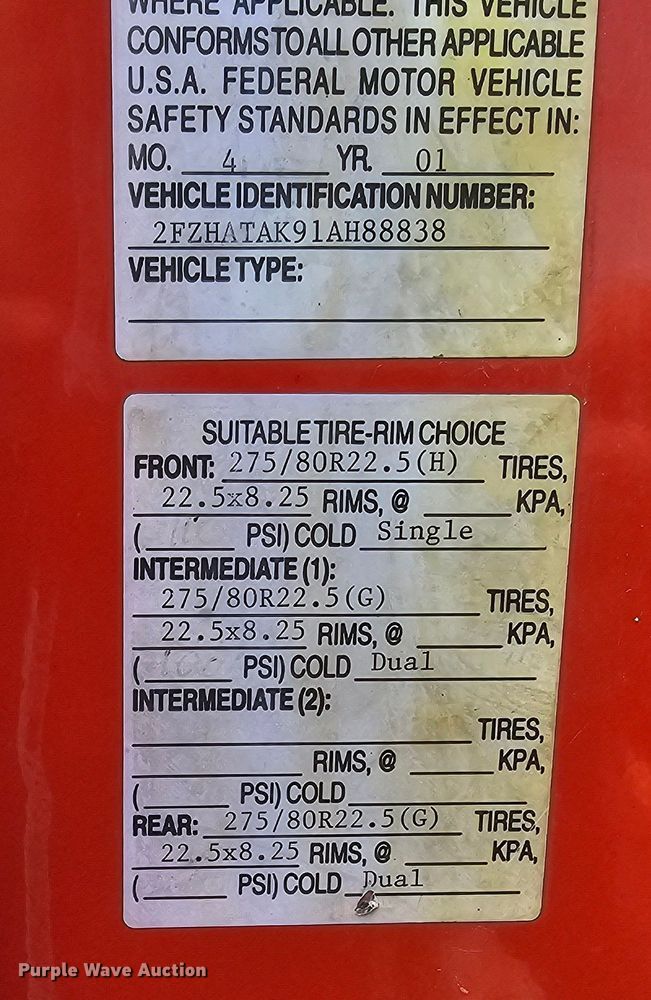 WHERE APPLICABLE. THIS VEHICLE
CONFORMS TO ALL OTHER APPLICABLE
U.S.A. FEDERAL MOTOR VEHICLE
SAFETY STANDARDS IN EFFECT IN:
MO. 4 YR. 01
VEHICLE IDENTIFICATION NUMBER:
2FZHATAK91AH88838
VEHICLE TYPE:
SUITABLE TIRE-RIM CHOICE
FRONT: 275/80R22.5(H) TIRES,
22.5x8.25 RIMS, @ KPA,
( PSI) COLD Single
INTERMEDIATE (1):
275/80R22.5(G) TIRES,
22.5x8.25 RIMS, @ KPA,
( PSI) COLD Dual
INTERMEDIATE (2):
TIRES,
RIMS, @ KPA,
( PSI) COLD
REAR: 275/80R22.5(G) TIRES,
22.5x8.25 RIMS, @ KPA,
( PSI) COLD Dual
Purple Wave Auction